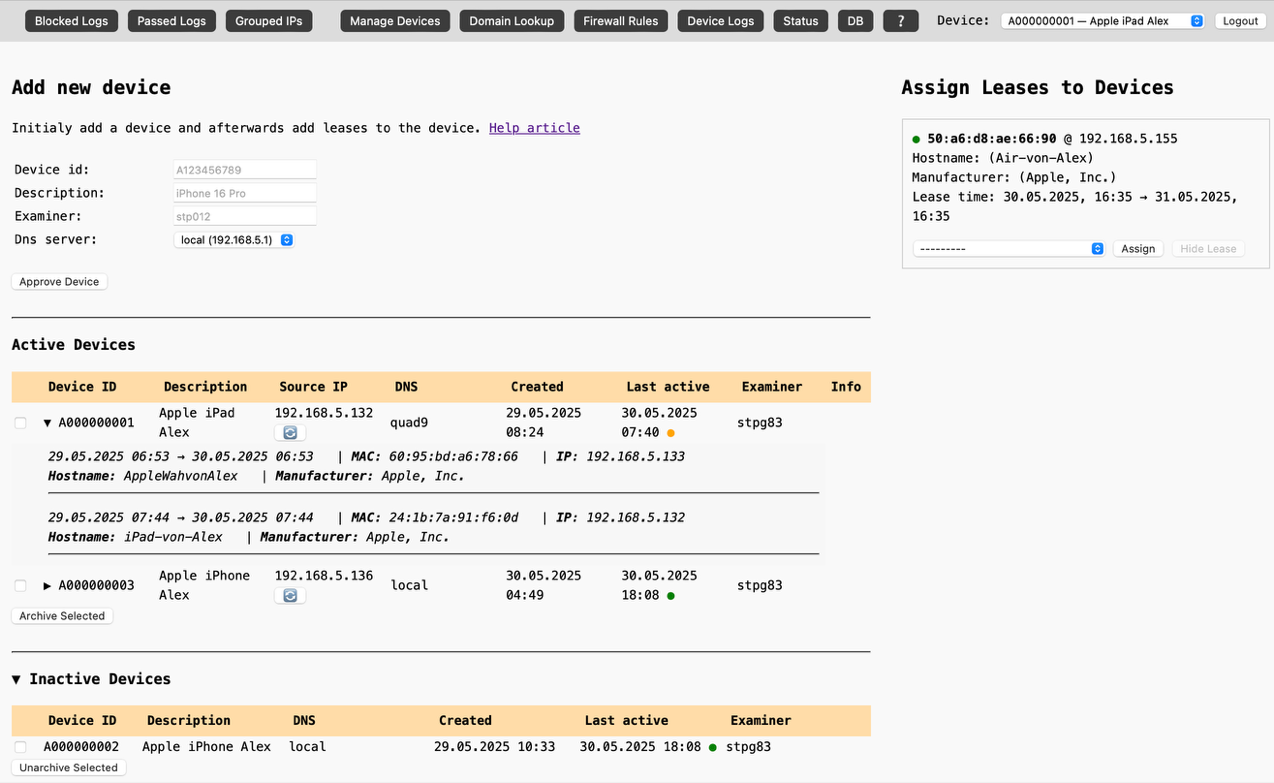 Blocked Logs Passed Logs Grouped IPs Manage Devices Domain Lookup Firewall Rules Device Logs Status DB ? Device: A000000001 — Apple iPad Alex Logout
Add new device
Initialy add a device and afterwards add leases to the device. Help article
Device id: A123456789
Description: iPhone 16 Pro
Examiner: stp012
Dns server: local (192.168.5.1)
Approve Device
Assign Leases to Devices
50:a6:d8:ae:66:90 @ 192.168.5.155
Hostname: (Air-von-Alex)
Manufacturer: (Apple, Inc.)
Lease time: 30.05.2025, 16:35 → 31.05.2025,
16:35
--------- Assign Hide Lease
Active Devices
Device ID Description Source IP DNS Created Last active Examiner Info
▼ A000000001 Apple iPad Alex 192.168.5.132 quad9 29.05.2025 08:24 30.05.2025 07:40 stpg83
29.05.2025 06:53 → 30.05.2025 06:53 | MAC: 60:95:bd:a6:78:66 | IP: 192.168.5.133
Hostname: AppleWahvonAlex | Manufacturer: Apple, Inc.
29.05.2025 07:44 → 30.05.2025 07:44 | MAC: 24:1b:7a:91:f6:0d | IP: 192.168.5.132
Hostname: iPad-von-Alex | Manufacturer: Apple, Inc.
▶ A000000003 Apple iPhone Alex 192.168.5.136 local 30.05.2025 04:49 30.05.2025 18:08 stpg83
Archive Selected
▼ Inactive Devices
Device ID Description DNS Created Last active Examiner
A000000002 Apple iPhone Alex local 29.05.2025 10:33 30.05.2025 18:08 stpg83
Unarchive Selected